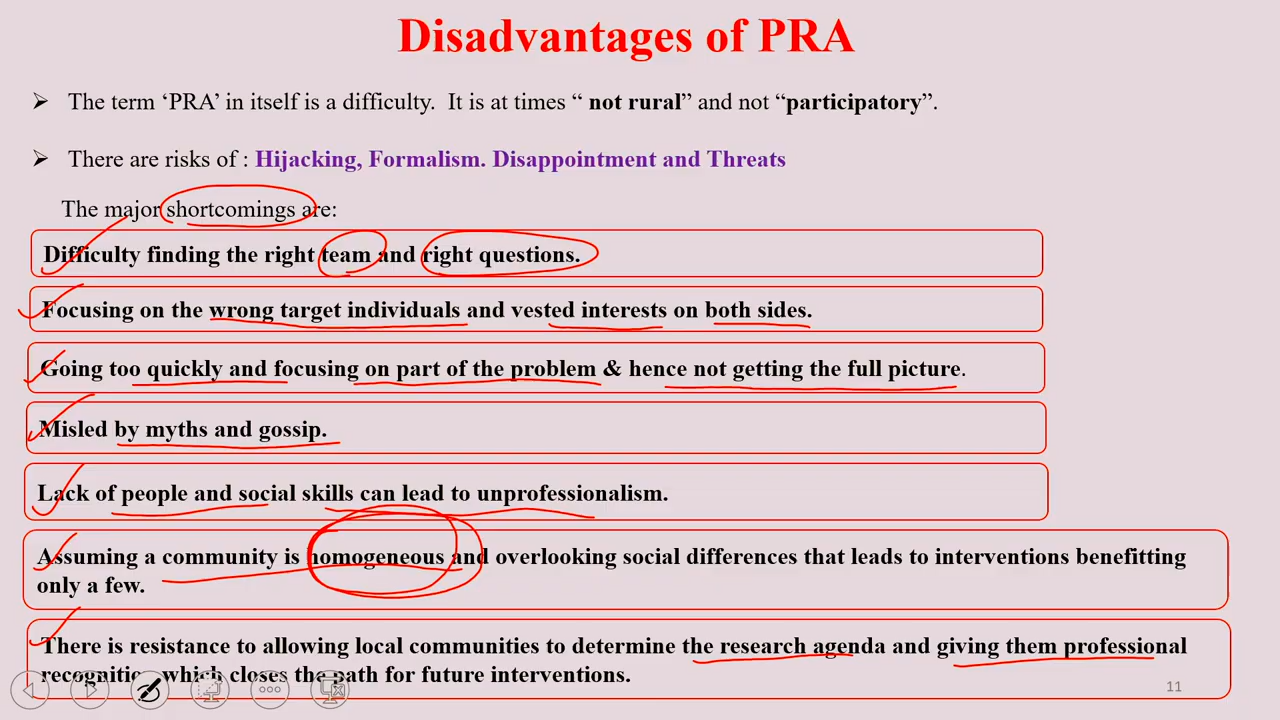 Disadvantages of PRA
➢ The term ‘PRA’ in itself is a difficulty. It is at times “ not rural” and not “participatory”.
➢ There are risks of : Hijacking, Formalism. Disappointment and Threats
The major shortcomings are:
Difficulty finding the right team and right questions.
Focusing on the wrong target individuals and vested interests on both sides.
Going too quickly and focusing on part of the problem & hence not getting the full picture.
Misled by myths and gossip.
Lack of people and social skills can lead to unprofessionalism.
Assuming a community is homogeneous and overlooking social differences that leads to interventions benefitting
only a few.
There is resistance to allowing local communities to determine the research agenda and giving them professional
recognition which closes the path for future interventions.
11